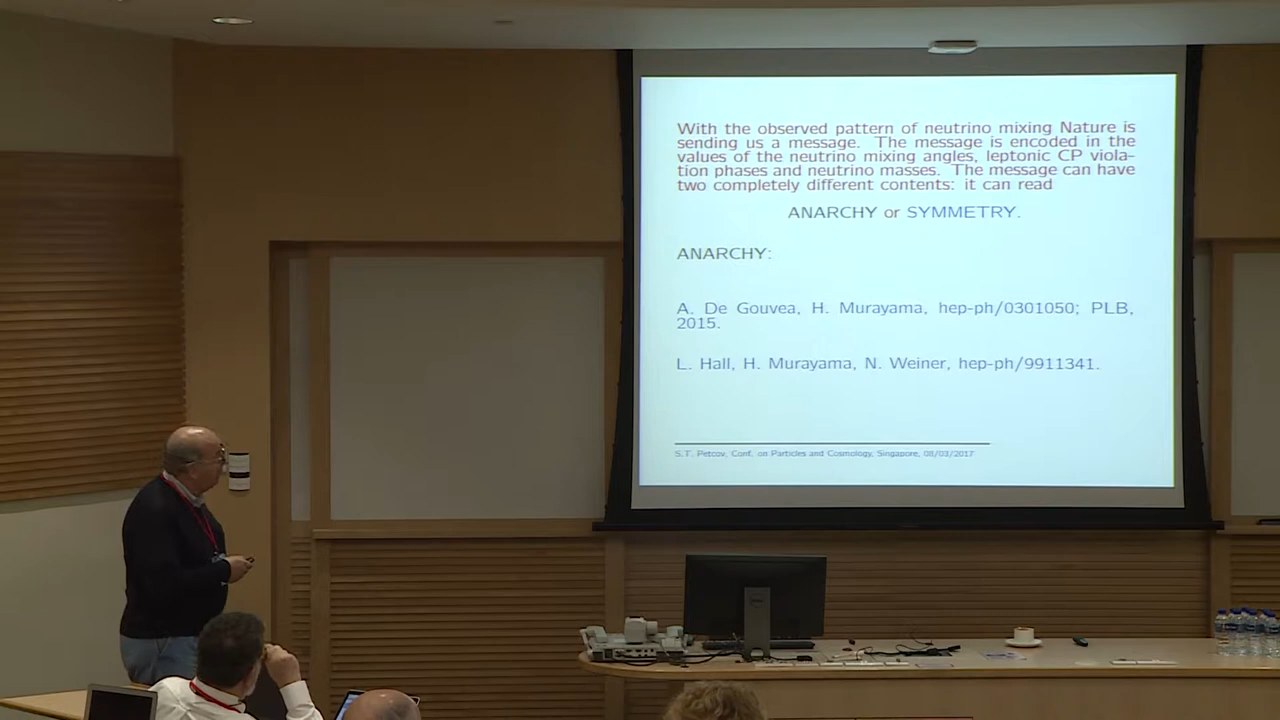 With the observed pattern of neutrino mixing Nature is
sending us a message. The message is encoded in the
values of the neutrino mixing angles, leptonic CP viola-
tion phases and neutrino masses. The message can have
two completely different contents: it can read
ANARCHY or SYMMETRY.
ANARCHY:
A. De Gouvea, H. Murayama, hep-ph/0301050; PLB,
2015.
L. Hall, H. Murayama, N. Weiner, hep-ph/9911341.
S.T. Petcov, Conf. on Particles and Cosmology, Singapore, 08/03/2017